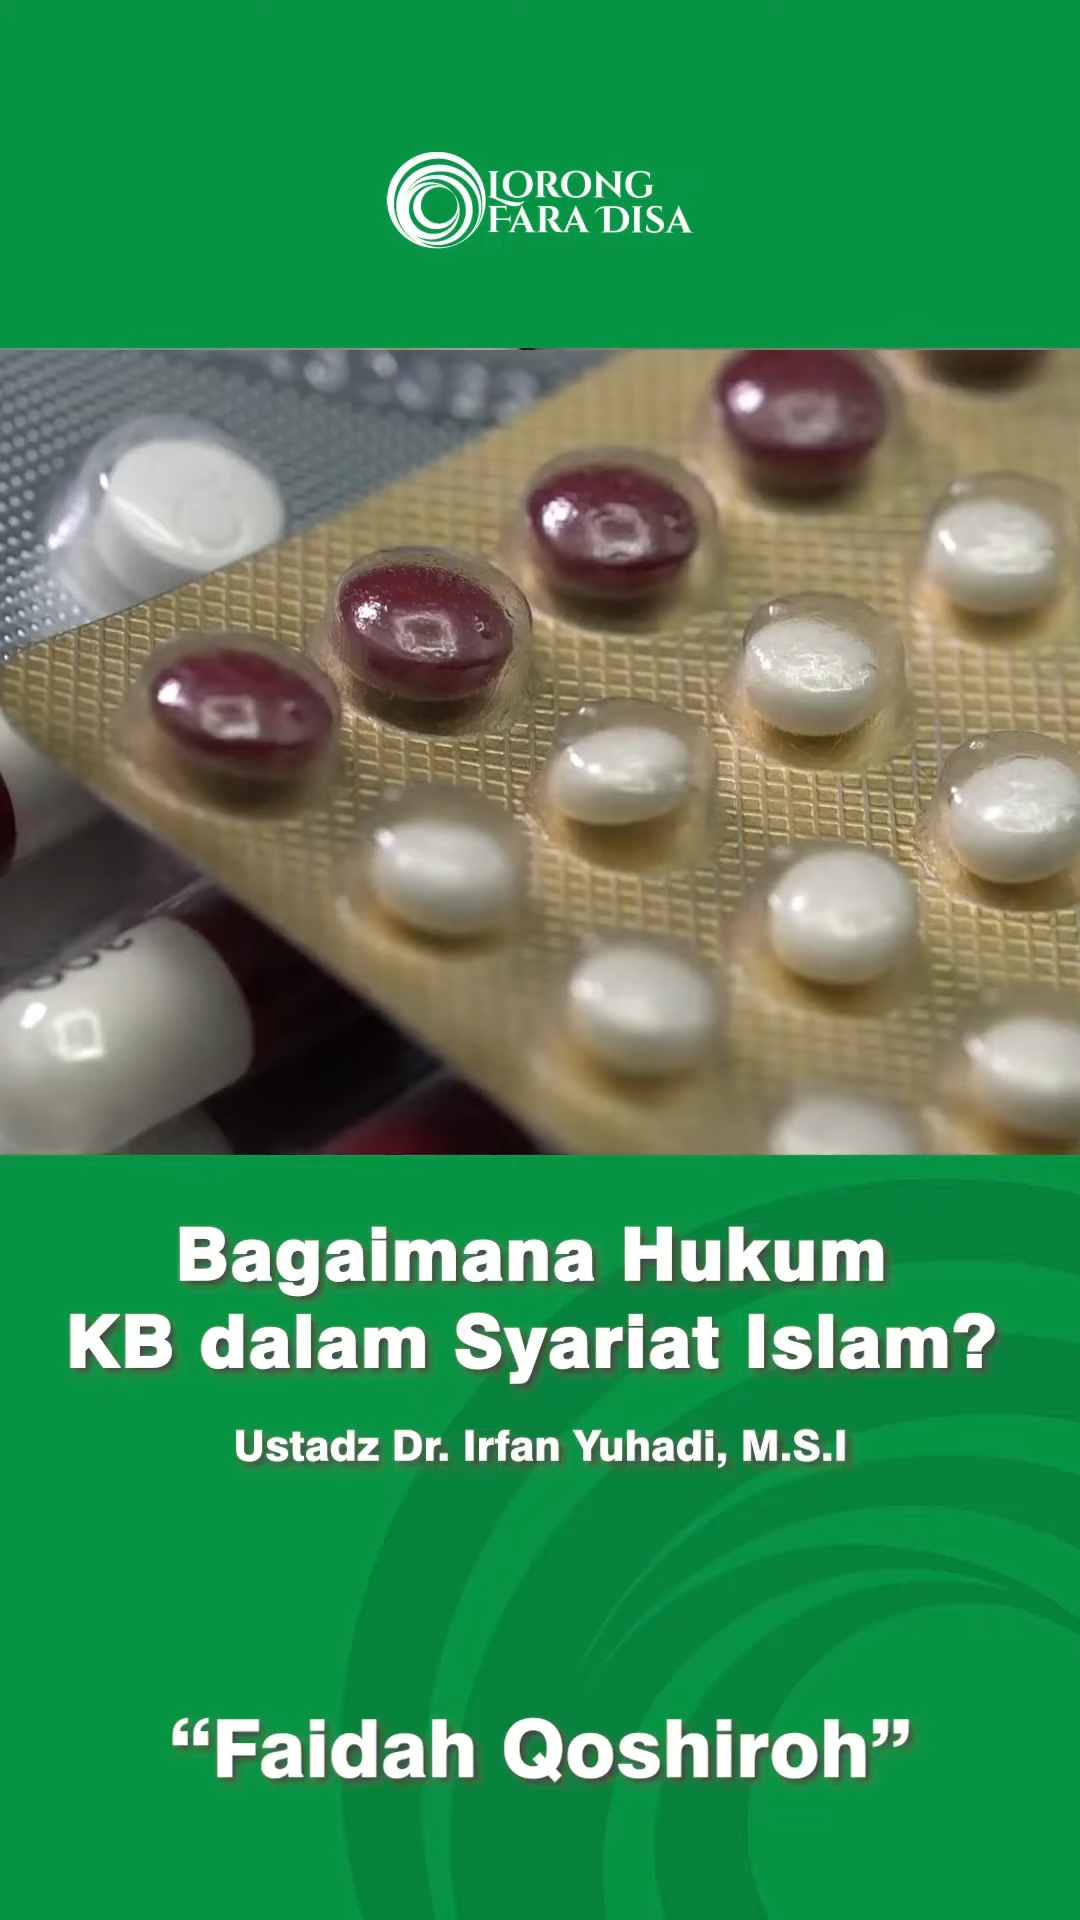 LORONG
FARA DISA
Bagaimana Hukum
KB dalam Syariat Islam?
Ustadz Dr. Irfan Yuhadi, M.S.I
“Faidah Qoshiroh”